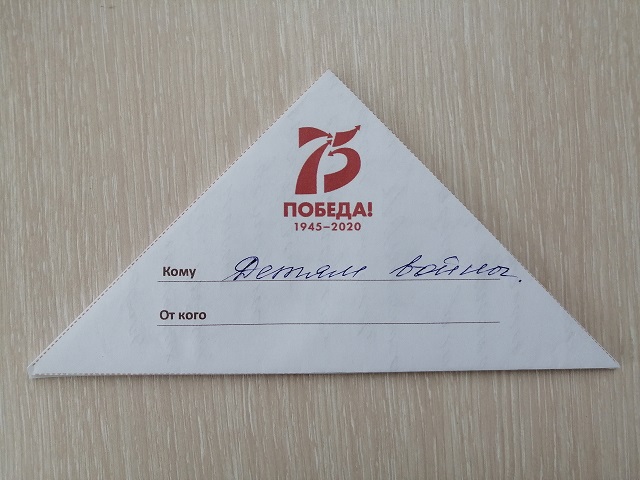 75
ПОБЕДА!
1945–2020
Кому Детям войны.
От кого